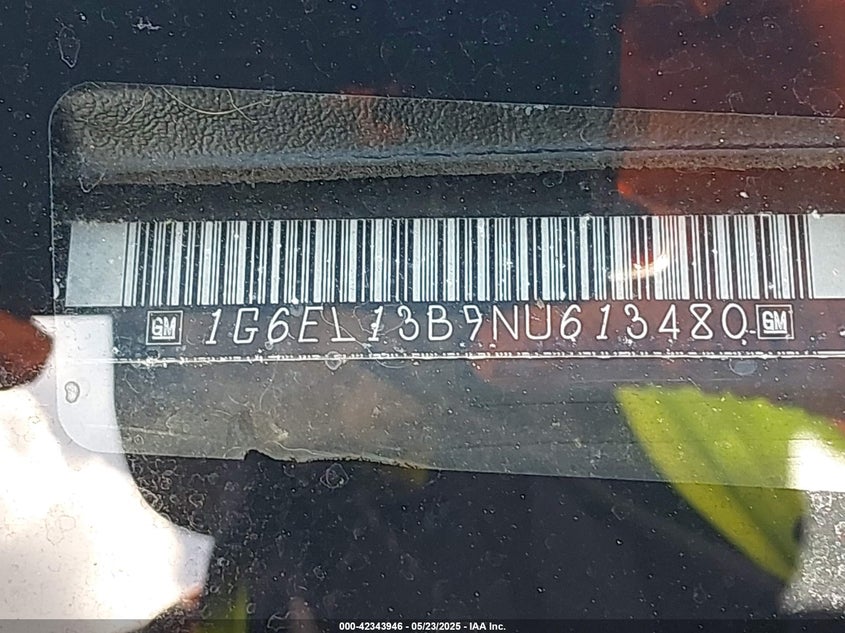 GM 1G6EL13B9NU613480 GM
000-42343946 - 05/23/2025 - IAA Inc.